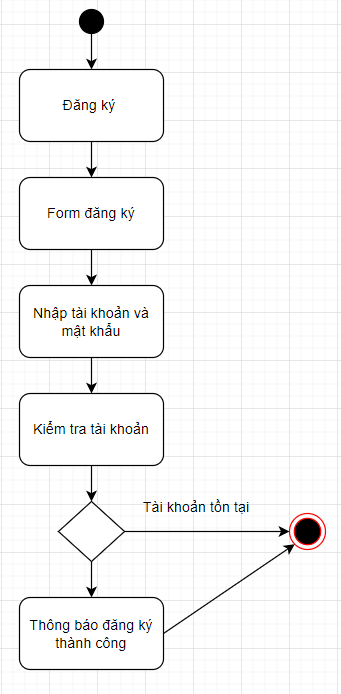 Đăng ký
Form đăng ký
Nhập tài khoản và
mật khẩu
Kiểm tra tài khoản
Tài khoản tồn tại
Thông báo đăng ký
thành công